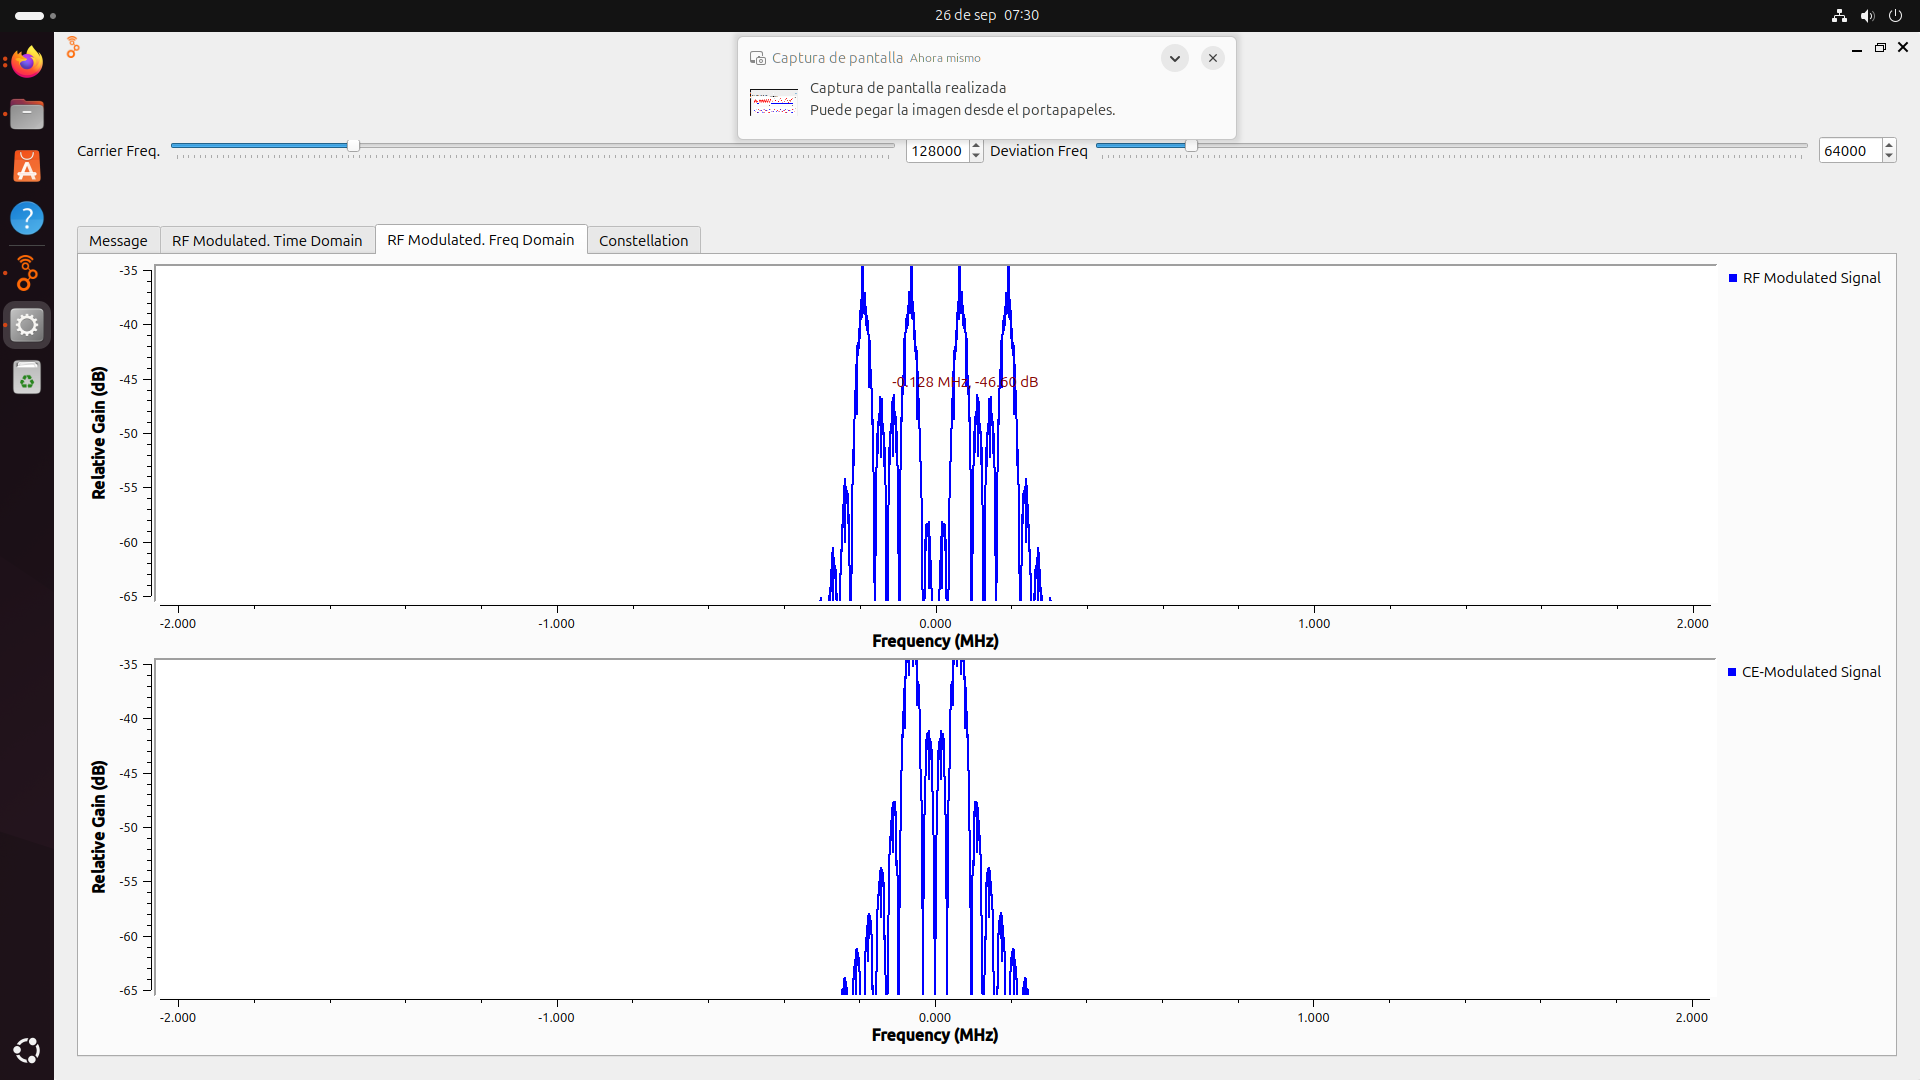 26 de sep 07:30
Captura de pantalla Ahora mismo
Captura de pantalla realizada
Puede pegar la imagen desde el portapapeles.
Carrier Freq.
128000
Deviation Freq
64000
Message
RF Modulated. Time Domain
RF Modulated. Freq Domain
Constellation
RF Modulated Signal
Relative Gain (dB)
-35
-40
-45
-50
-55
-60
-65
-0.128 MHz, -46.60 dB
-2.000
-1.000
0.000
1.000
2.000
Frequency (MHz)
CE-Modulated Signal
Relative Gain (dB)
-35
-40
-45
-50
-55
-60
-65
-2.000
-1.000
0.000
1.000
2.000
Frequency (MHz)